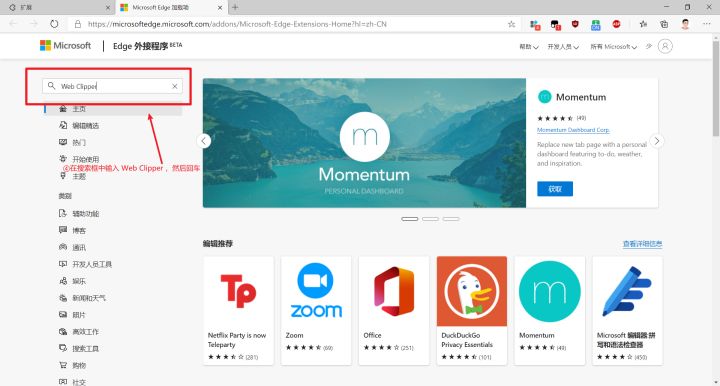 扩展
Microsoft Edge 加载项
https://microsoftedge.microsoft.com/addons/Microsoft-Edge-Extensions-Home?hl=zh-CN
Microsoft
Edge 外接程序 BETA
帮助
开发人员
所有 Microsoft
Web Clipper
主页
编辑精选
热门
开始使用
④在搜索框中输入 Web Clipper ，然后回车
主题
类别
辅助功能
博客
通讯
开发人员工具
娱乐
新闻和天气
照片
高效工作
搜索工具
购物
社交
m
Momentum
PERSONAL DASHBOARD
m
Momentum
(49)
Momentum Dashboard Corp.
Replace new tab page with a personal
dashboard featuring to-do, weather,
and inspiration.
获取
编辑推荐
查看详细信息
Tp
Netflix Party is now
Teleparty
(281)
zoom
Zoom
(69)
Office
(251)
DuckDuckGo
Privacy Essentials
(101)
m
Momentum
(49)
Microsoft 编辑器: 拼
写和语法检查器
(450)